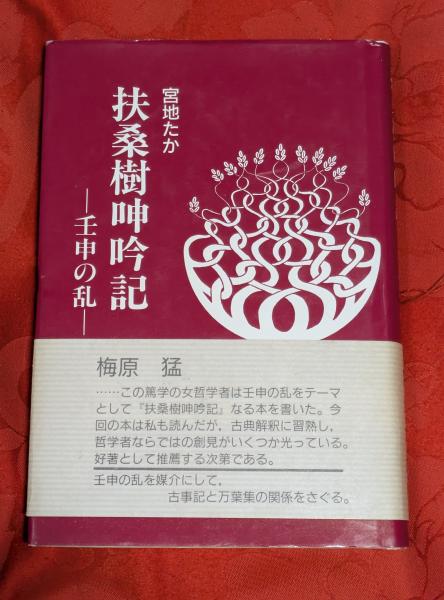 宮地たか
扶桑樹呻吟記
―壬申の乱―
梅原 猛
……この篤学の女哲学者は壬申の乱をテーマ
として『扶桑樹呻吟記』なる本を書いた。今
回の本は私も読んだが，古典解釈に習熟し，
哲学者ならではの創見がいくつか光っている。
好著として推薦する次第である。
壬申の乱を媒介にして，
古事記と万葉集の関係をさぐる。